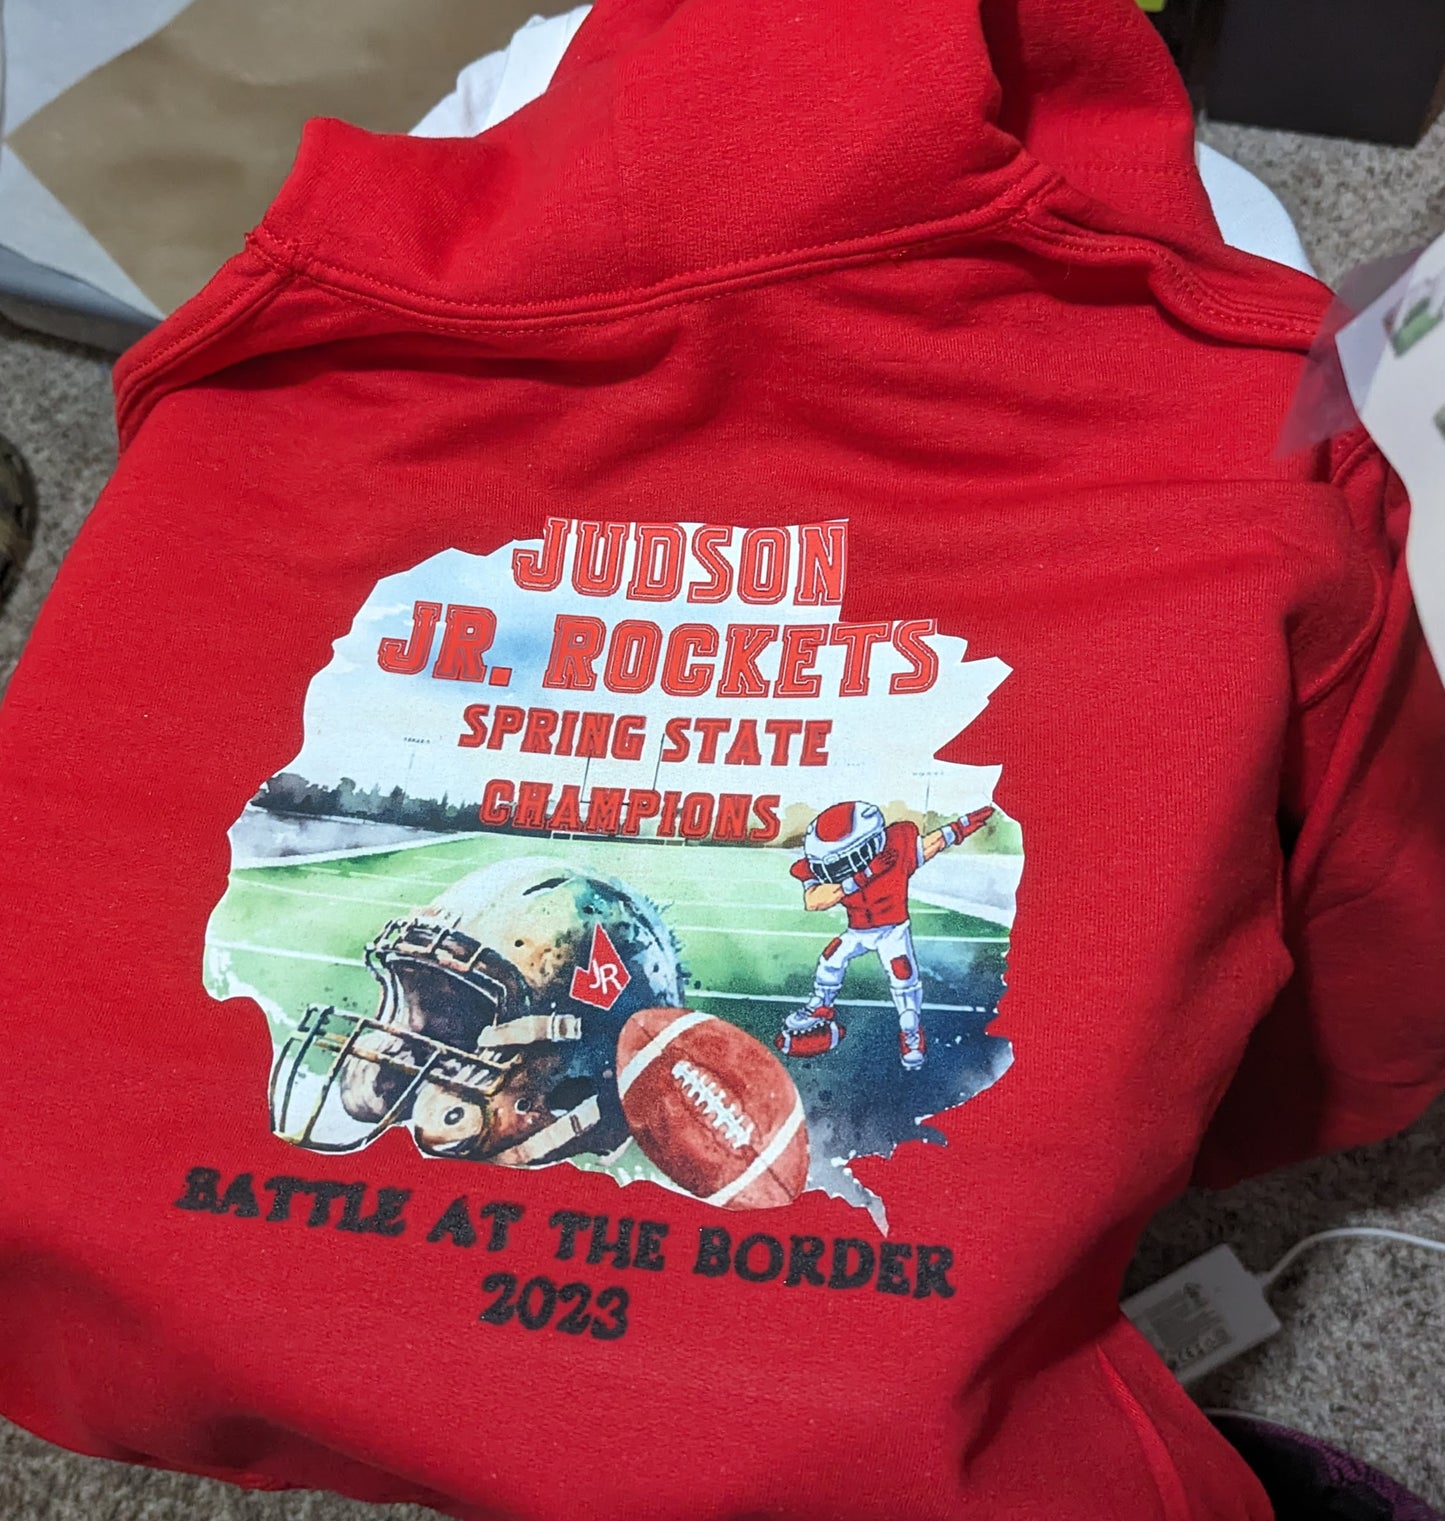 JUDSON
JR. ROCKETS
SPRING STATE
CHAMPIONS
JR
BATTLE AT THE BORDER
2023